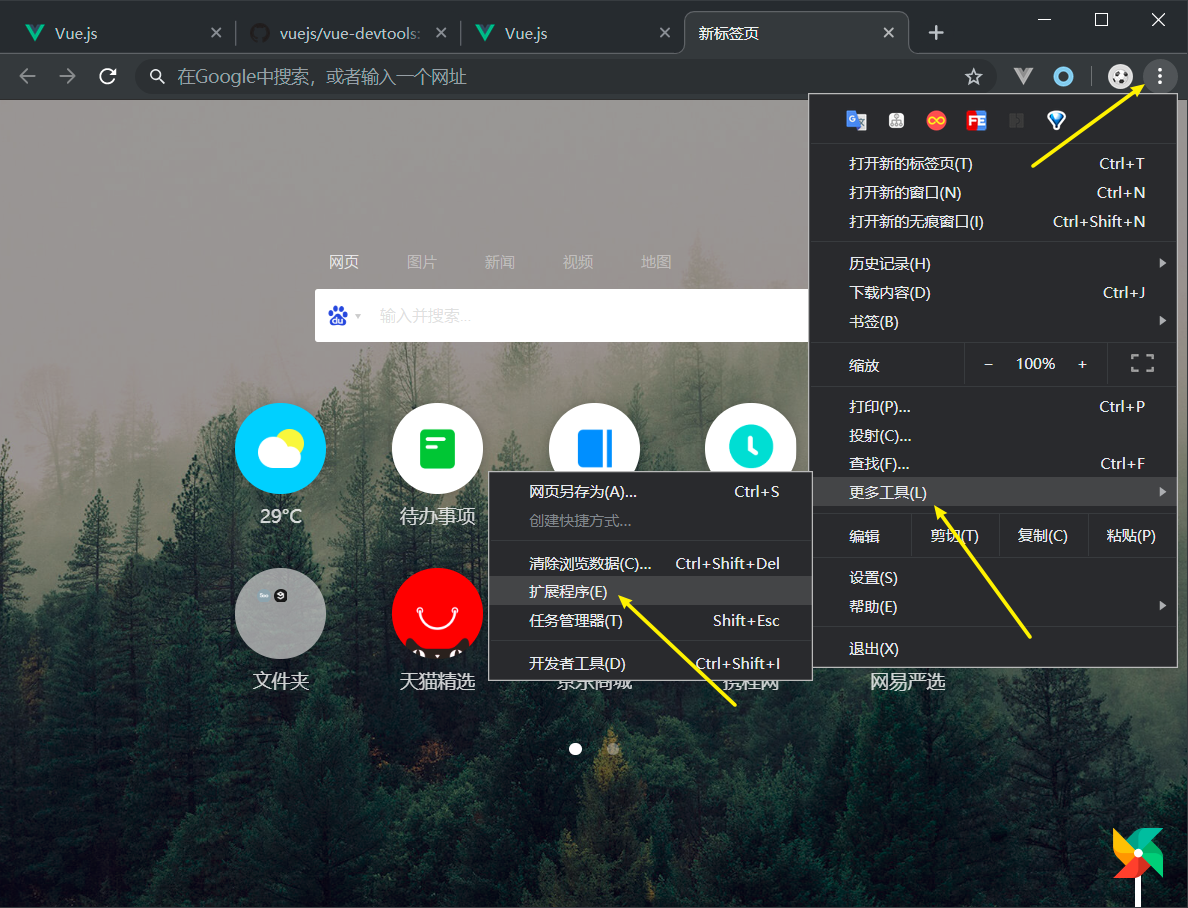 Vue.js
vuejs/vue-devtools:
Vue.js
新标签页
在Google中搜索，或者输入一个网址
FE
打开新的标签页(T) Ctrl+T
打开新的窗口(N) Ctrl+N
打开新的无痕窗口(I) Ctrl+Shift+N
历史记录(H)
下载内容(D) Ctrl+J
书签(B)
缩放 − 100% +
打印(P)... Ctrl+P
投射(C)...
查找(F)... Ctrl+F
更多工具(L)
编辑 剪切(T) 复制(C) 粘贴(P)
设置(S)
帮助(E)
退出(X)
网页另存为(A)... Ctrl+S
创建快捷方式...
清除浏览数据(C)... Ctrl+Shift+Del
扩展程序(E)
任务管理器(T) Shift+Esc
开发者工具(D) Ctrl+Shift+I
网页 图片 新闻 视频 地图
du 输入并搜索...
29°C 待办事项
文件夹 天猫精选 京东商城 携程网 网易严选